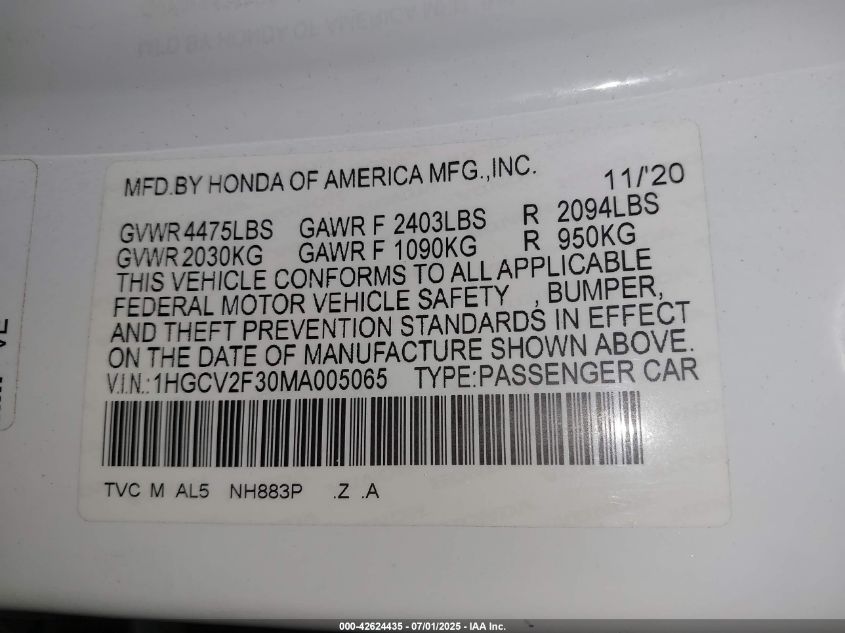 MFD.BY HONDA OF AMERICA MFG.,INC. 11/'20
GVWR 4475LBS GAWR F 2403LBS R 2094LBS
GVWR 2030KG GAWR F 1090KG R 950KG
THIS VEHICLE CONFORMS TO ALL APPLICABLE
FEDERAL MOTOR VEHICLE SAFETY , BUMPER,
AND THEFT PREVENTION STANDARDS IN EFFECT
ON THE DATE OF MANUFACTURE SHOWN ABOVE.
V.I.N.:1HGCV2F30MA005065 TYPE:PASSENGER CAR
TVC M AL5 NH883P .Z .A
000-42624435 - 07/01/2025 - IAA Inc.